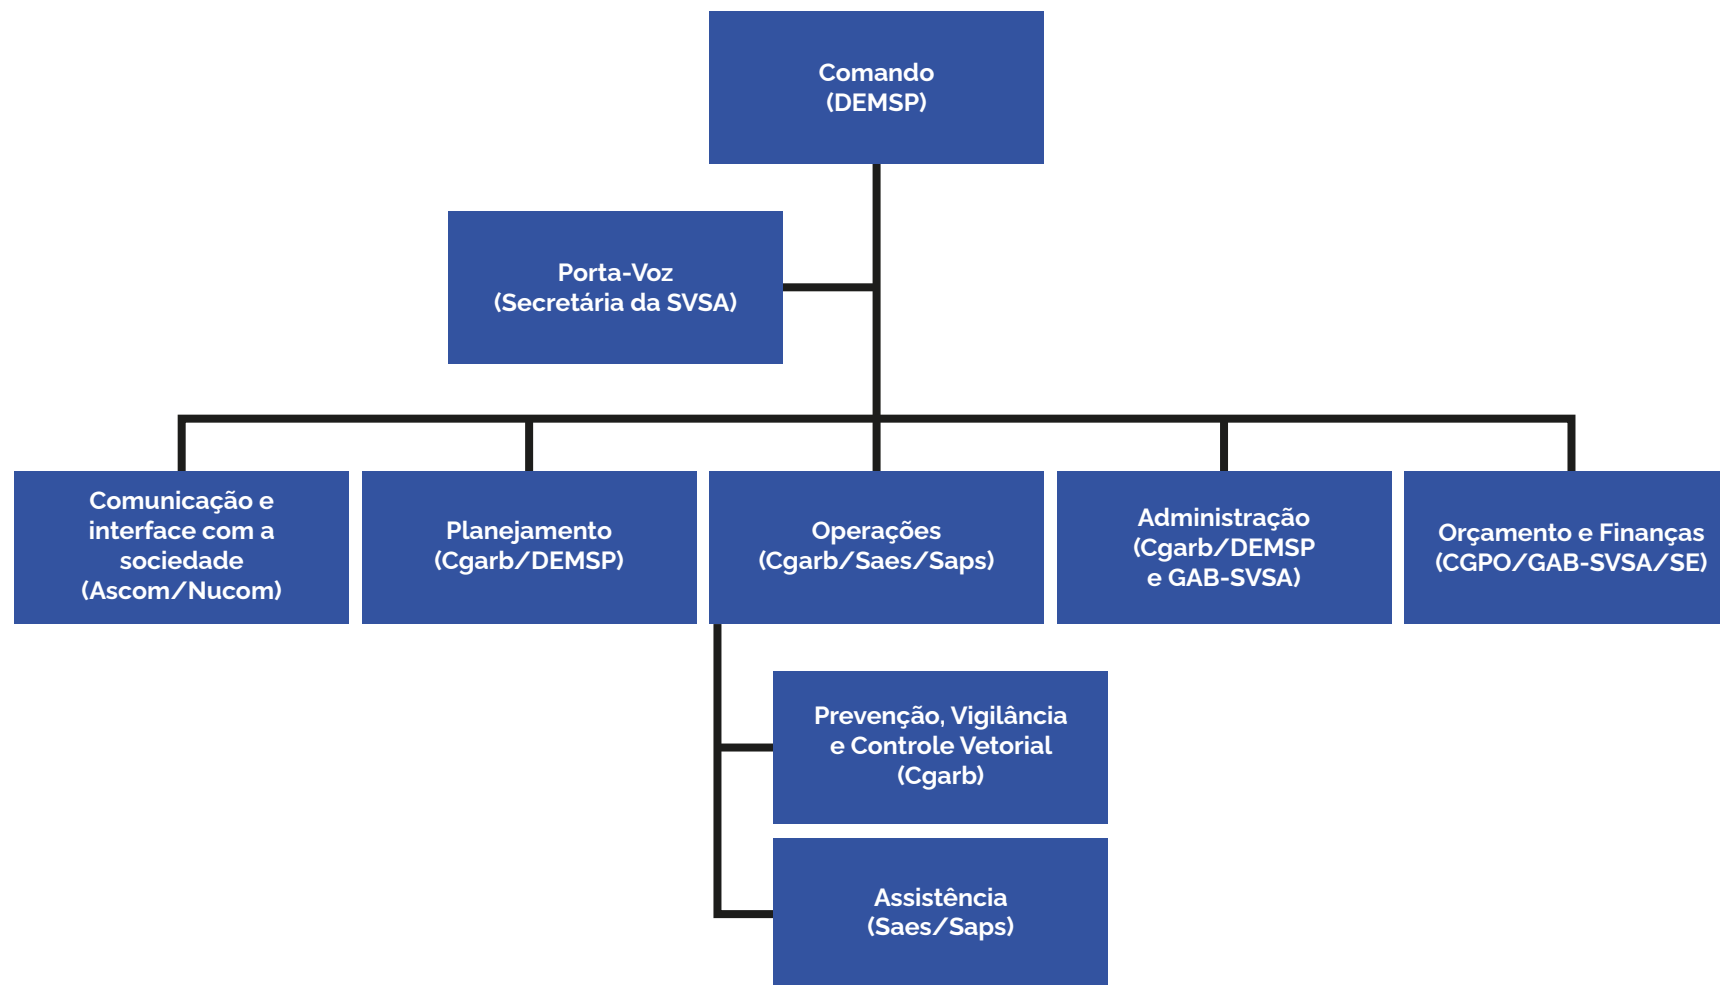 Comando
(DEMSP)
Porta-Voz
(Secretária da SVSA)
Comunicação e
interface com a
sociedade
(Ascom/Nucom)
Planejamento
(Cgarb/DEMSP)
Operações
(Cgarb/Saes/Saps)
Administração
(Cgarb/DEMSP
e GAB-SVSA)
Orçamento e Finanças
(CGPO/GAB-SVSA/SE)
Prevenção, Vigilância
e Controle Vetorial
(Cgarb)
Assistência
(Saes/Saps)